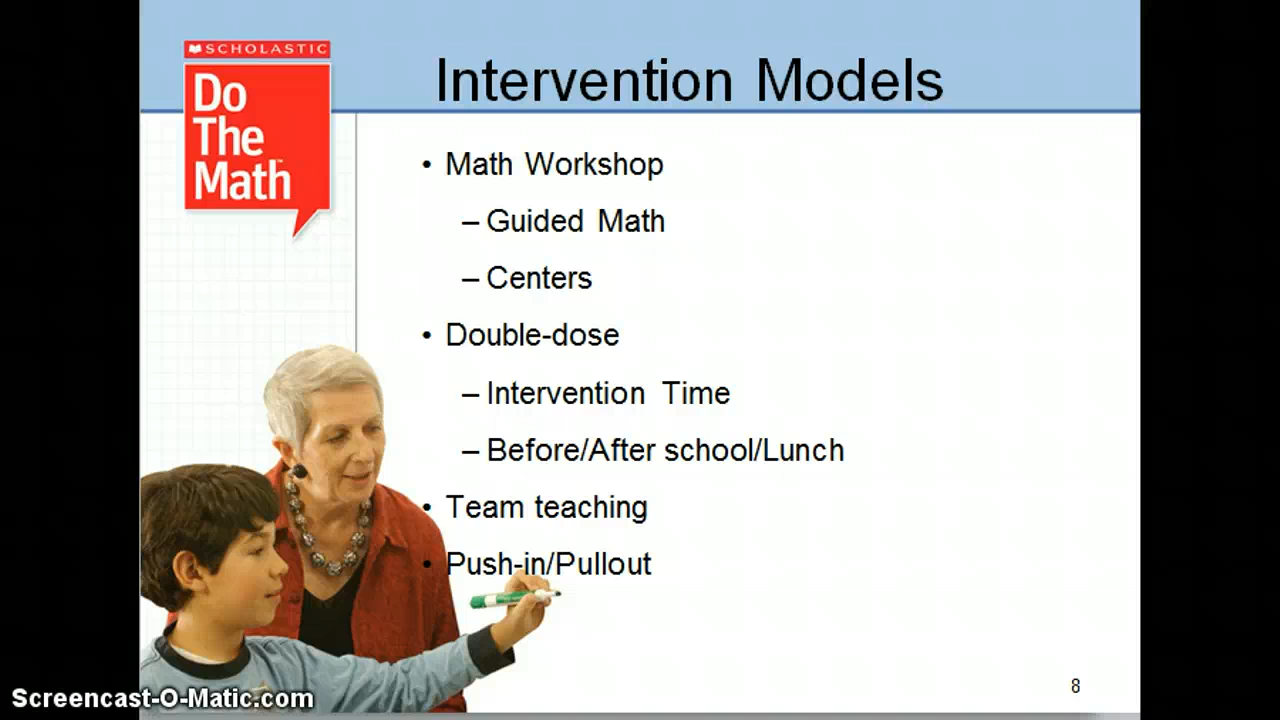 SCHOLASTIC
Do
The
Math™
Intervention Models
• Math Workshop
– Guided Math
– Centers
• Double-dose
– Intervention Time
– Before/After school/Lunch
• Team teaching
• Push-in/Pullout
8
Screencast-O-Matic.com